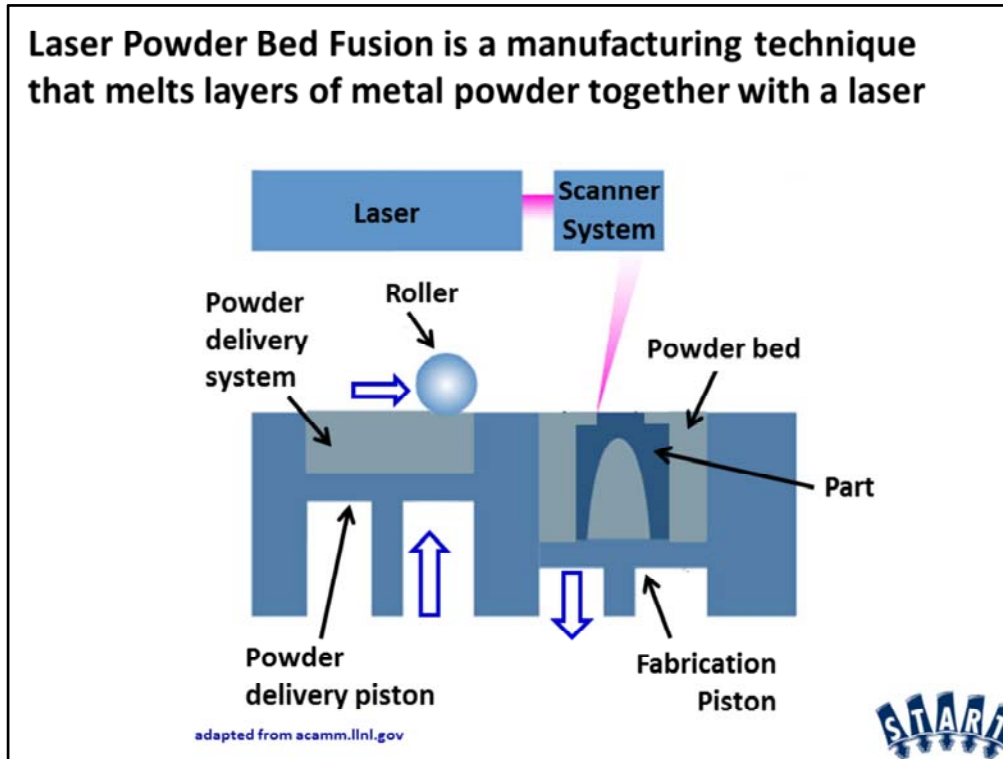 Laser Powder Bed Fusion is a manufacturing technique
that melts layers of metal powder together with a laser
Laser
Scanner
System
Powder
delivery
system
Roller
Powder bed
Part
Powder
delivery piston
Fabrication
Piston
adapted from acamm.llnl.gov
START